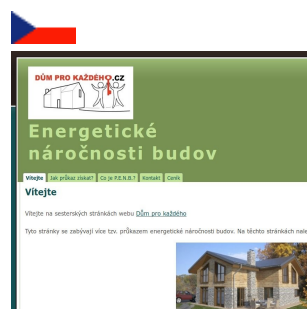 DŮM PRO KAŽDÉHO.CZ
Energetické
náročnosti budov
Vítejte Jak průkaz získat? Co je P.E.N.B.? Kontakt Ceník
Vítejte
Vítejte na sesterských stránkách webu Dům pro každého
Tyto stránky se zabývají více tzv. průkazem energetické náročnosti budov. Na těchto stránkách nale